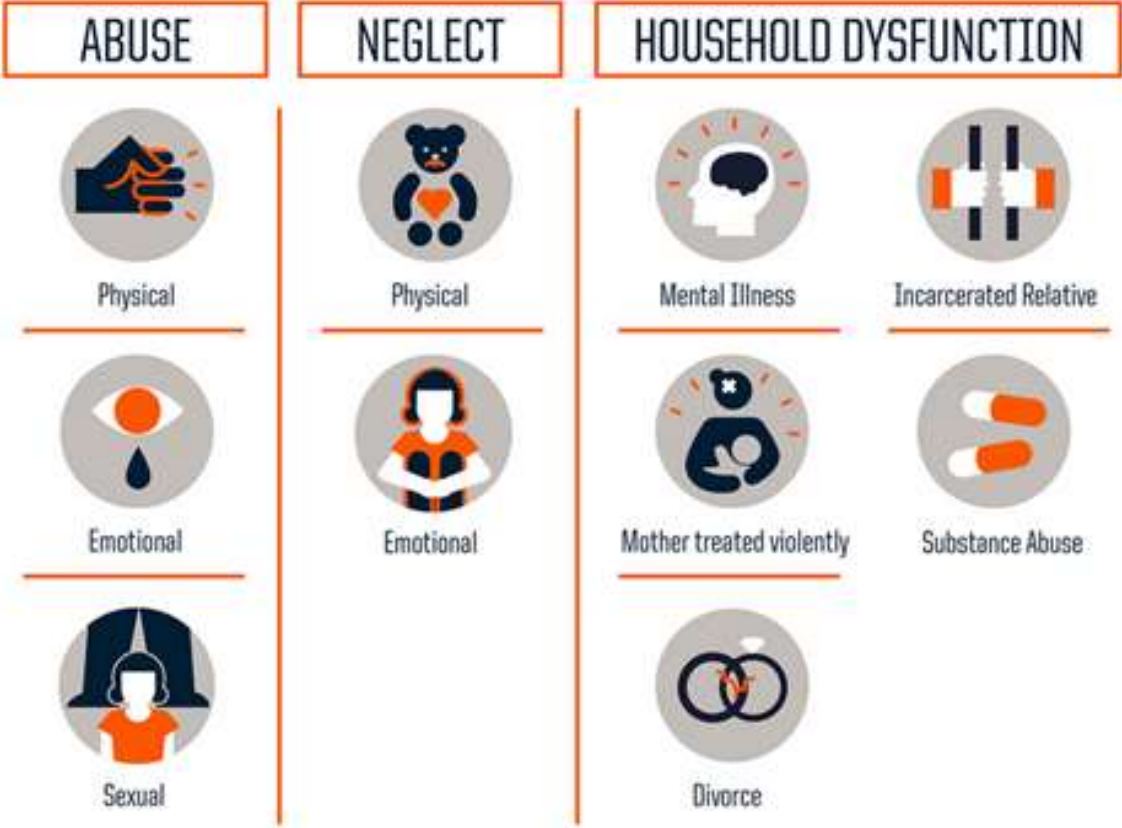 ABUSE
NEGLECT
HOUSEHOLD DYSFUNCTION
Physical
Physical
Mental Illness
Incarcerated Relative
Emotional
Emotional
Mother treated violently
Substance Abuse
Sexual
Divorce